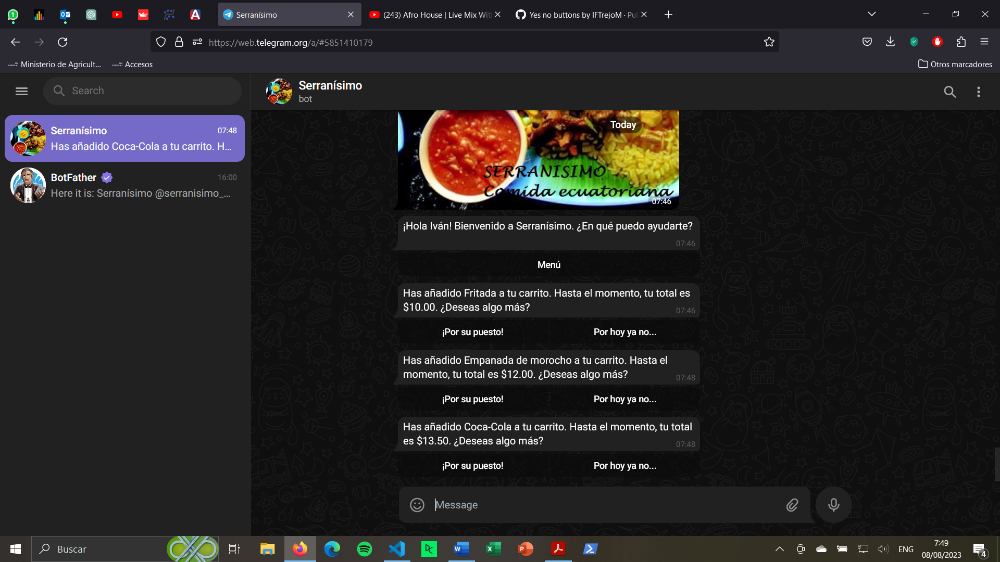 Serranísimo
(243) Afro House | Live Mix Wit
Yes no buttons by IFTrejoM · Pul
https://web.telegram.org/a/#5851410179
Ministerio de Agricult...
Accesos
Otros marcadores
Search
Serranísimo
07:48
Has añadido Coca-Cola a tu carrito. H...
BotFather
16:00
Here it is: Serranísimo @serranisimo_...
Serranísimo
bot
Today
SERRANISIMO
Comida ecuatoriana
07:46
¡Hola Iván! Bienvenido a Serranísimo. ¿En qué puedo ayudarte?
07:46
Menú
Has añadido Fritada a tu carrito. Hasta el momento, tu total es
$10.00. ¿Deseas algo más?
07:46
¡Por su puesto!
Por hoy ya no...
Has añadido Empanada de morocho a tu carrito. Hasta el
momento, tu total es $12.00. ¿Deseas algo más?
07:48
¡Por su puesto!
Por hoy ya no...
Has añadido Coca-Cola a tu carrito. Hasta el momento, tu total
es $13.50. ¿Deseas algo más?
07:48
¡Por su puesto!
Por hoy ya no...
Message
Buscar
ENG
7:49
08/08/2023
4